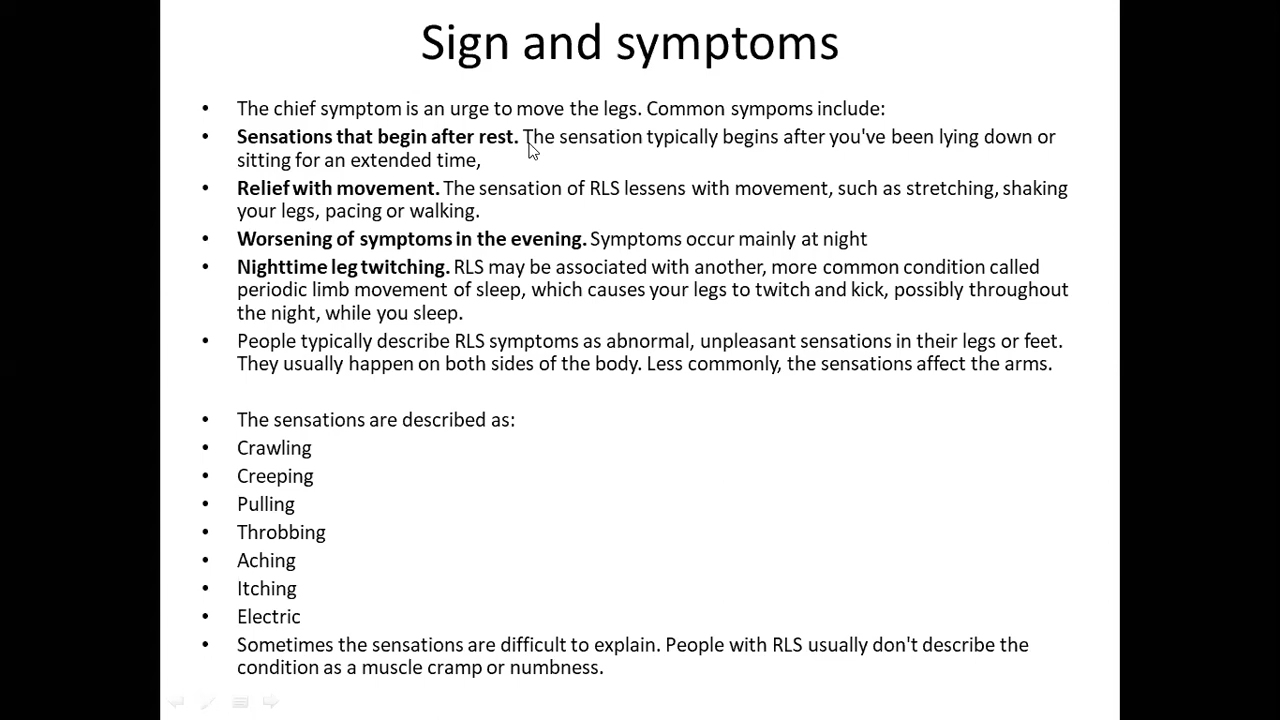 Sign and symptoms
• The chief symptom is an urge to move the legs. Common sympoms include:
• Sensations that begin after rest. The sensation typically begins after you've been lying down or
sitting for an extended time,
• Relief with movement. The sensation of RLS lessens with movement, such as stretching, shaking
your legs, pacing or walking.
• Worsening of symptoms in the evening. Symptoms occur mainly at night
• Nighttime leg twitching. RLS may be associated with another, more common condition called
periodic limb movement of sleep, which causes your legs to twitch and kick, possibly throughout
the night, while you sleep.
• People typically describe RLS symptoms as abnormal, unpleasant sensations in their legs or feet.
They usually happen on both sides of the body. Less commonly, the sensations affect the arms.
• The sensations are described as:
• Crawling
• Creeping
• Pulling
• Throbbing
• Aching
• Itching
• Electric
• Sometimes the sensations are difficult to explain. People with RLS usually don't describe the
condition as a muscle cramp or numbness.